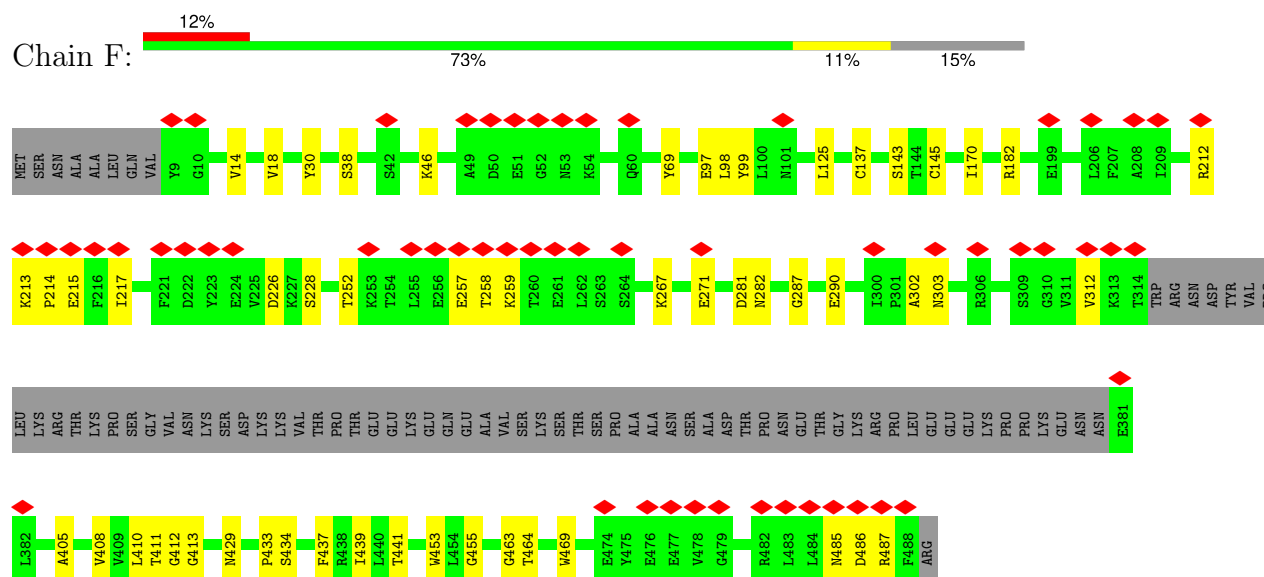 12%
Chain F:
73% 11% 15%
MET SER ASN ALA ALA LEU GLN VAL Y9 G10 V14 V18 Y30 S38 S42 K46 A49 D50 E51 G52 N53 K54 Q60 Y69 E97 L98 Y99 L100 N101 L125 C137 S143 T144 C145 I170 R182 E199 L206 F207 A208 I209 R212
K213 P214 E215 F216 I217 F221 D222 Y223 E224 V225 D226 K227 S228 T252 K253 T254 L255 E256 E257 T258 K259 T260 E261 L262 S263 S264 K267 E271 D281 N282 G287 E290 I300 P301 A302 N303 R306 S309 G310 V311 V312 K313 T314 TRP ARG ASN ASP TYR VAL
LEU LYS ARG THR LYS PRO SER GLY VAL ASN LYS SER ASP LYS LYS VAL THR PRO THR GLU GLU LYS GLU GLN GLU ALA VAL SER LYS SER THR SER PRO ALA ALA ASN SER ALA ASP THR PRO ASN GLU THR GLY LYS ARG PRO LEU GLU GLU GLU LYS PRO PRO LYS GLU ASN ASN E381
L382 A405 V408 V409 L410 T411 G412 G413 N429 P433 S434 F437 R438 I439 L440 T441 W453 L454 G455 G463 T464 W469 E474 Y475 E476 E477 V478 G479 R482 L483 L484 N485 D486 R487 F488 ARG